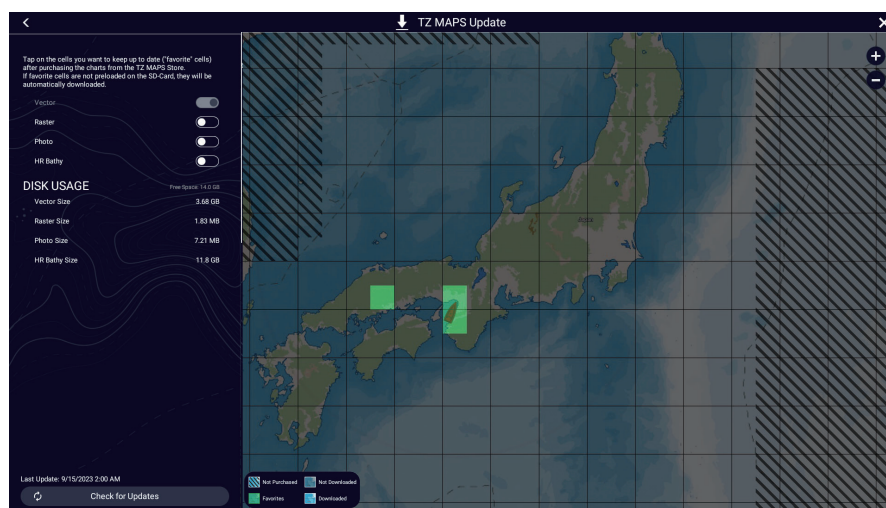 TZ MAPS Update
Tap on the cells you want to keep up to date ("favorite" cells)
after purchasing the charts from the TZ MAPS Store.
If favorite cells are not preloaded on the SD-Card, they will be
automatically downloaded.
Vector
Raster
Photo
HR Bathy
DISK USAGE Free Space: 14.0 GB
Vector Size 3.68 GB
Raster Size 1.83 MB
Photo Size 7.21 MB
HR Bathy Size 11.8 GB
Last Update: 9/15/2023 2:00 AM
Check for Updates
Not Purchased Not Downloaded
Favorites Downloaded